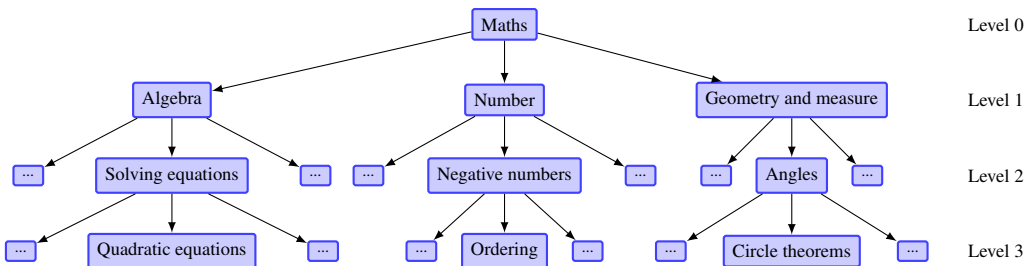 Maths Level 0
Algebra Number Geometry and measure Level 1
... Solving equations ... ... Negative numbers ... ... Angles ... Level 2
... Quadratic equations ... ... Ordering ... ... Circle theorems ... Level 3